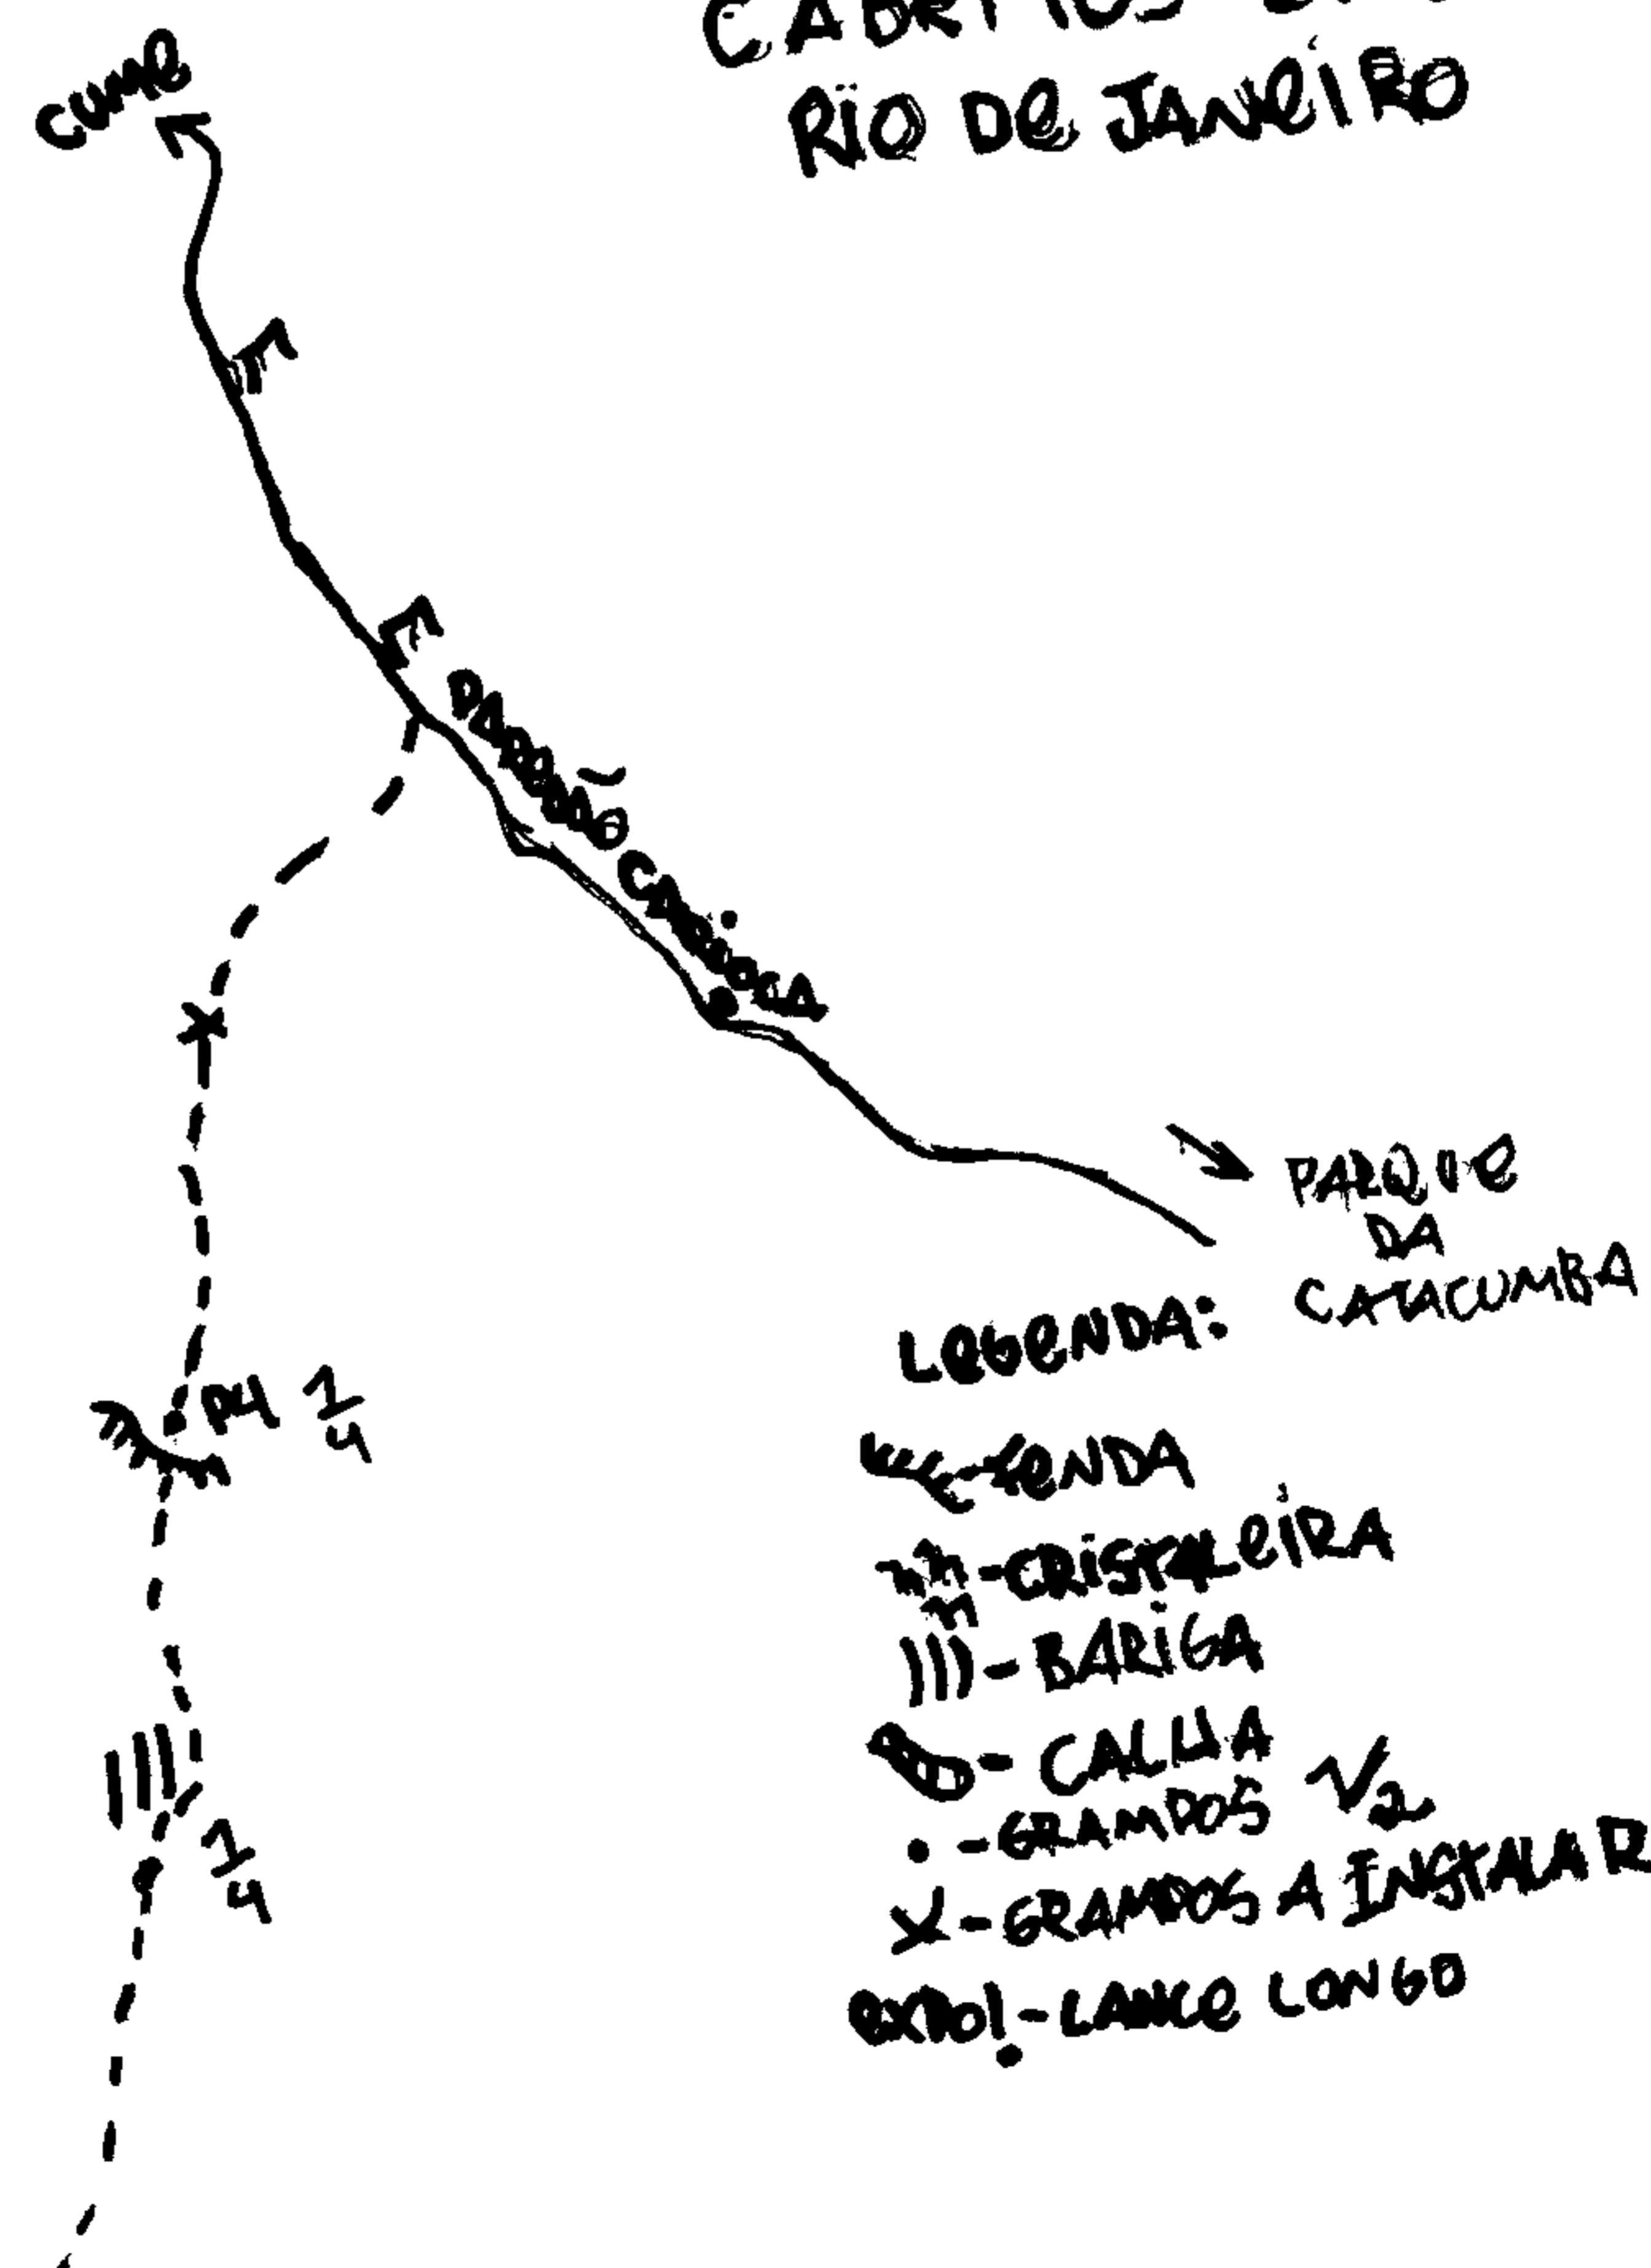 RIO De JANeIRO
CUMe
CARIOCA
PARQUe
DA
CATACUMBA
LeGeNDA:
P4 1/4
-FeNDA
-CRISTALeIRA
||| - BARIGA
- CALHA
. - GRAMPOS 1/2
X - GRAMPOS A INSTALAR
eXPO! - LANCe LONGO
1/4